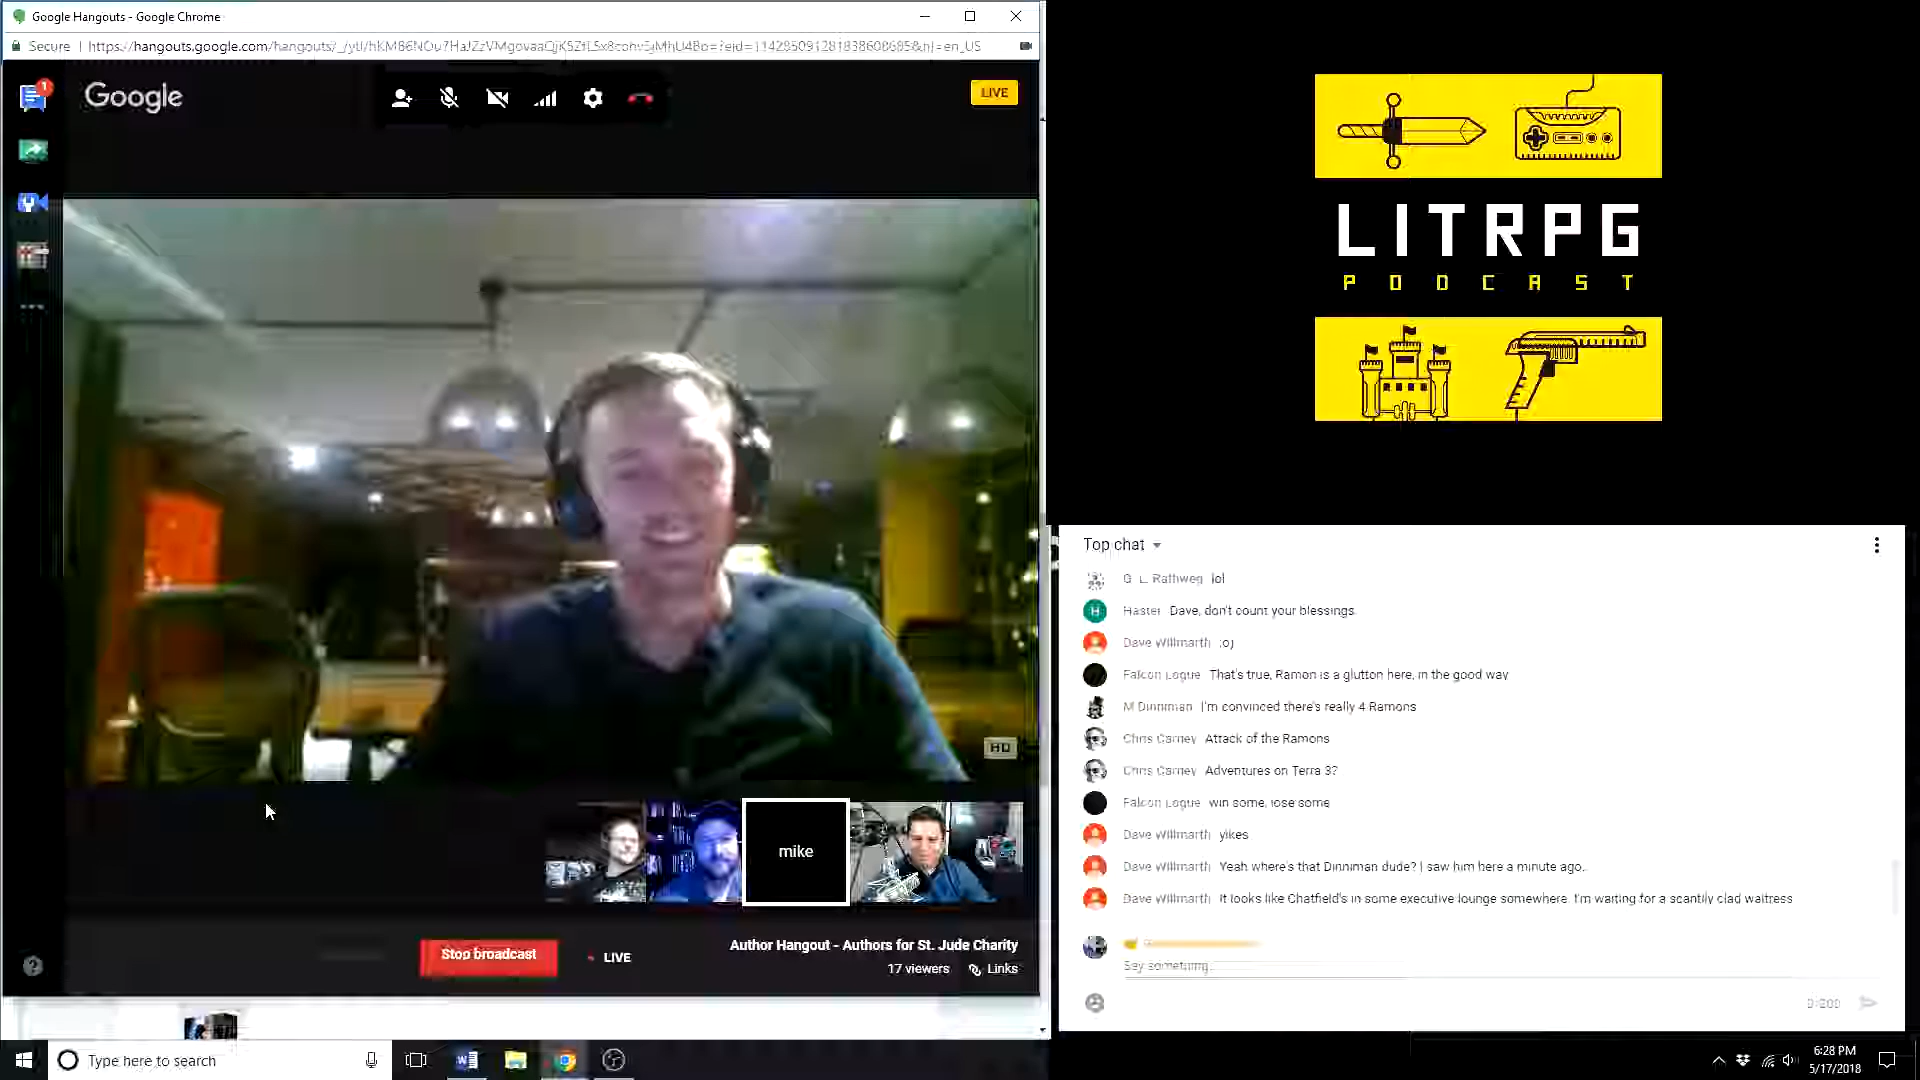 Google Hangouts - Google Chrome
Secure
1
Google
LIVE
HD
mike
Stop broadcast
LIVE
Author Hangout - Authors for St. Jude Charity
17 viewers
Links
LITRPG
PODCAST
Top chat
lol
H
Dave, don't count your blessings.
Dave Willmarth :o)
Falcon Logue That's true, Ramon is a glutton here, in the good way
M Dinniman I'm convinced there's really 4 Ramons
Chris Carney Attack of the Ramons
Chris Carney Adventures on Terra 3?
Falcon Logue win some, lose some
Dave Willmarth yikes
Dave Willmarth Yeah where's that Dinniman dude? I saw him here a minute ago..
Dave Willmarth It looks like Chatfield's in some executive lounge somewhere. I'm waiting for a scantily clad waitress
Say something...
0/200
Type here to search
6:28 PM
5/17/2018